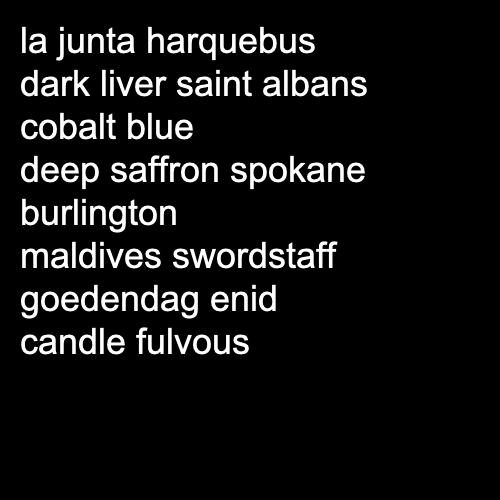 la junta harquebus
dark liver saint albans
cobalt blue
deep saffron spokane
burlington
maldives swordstaff
goedendag enid
candle fulvous